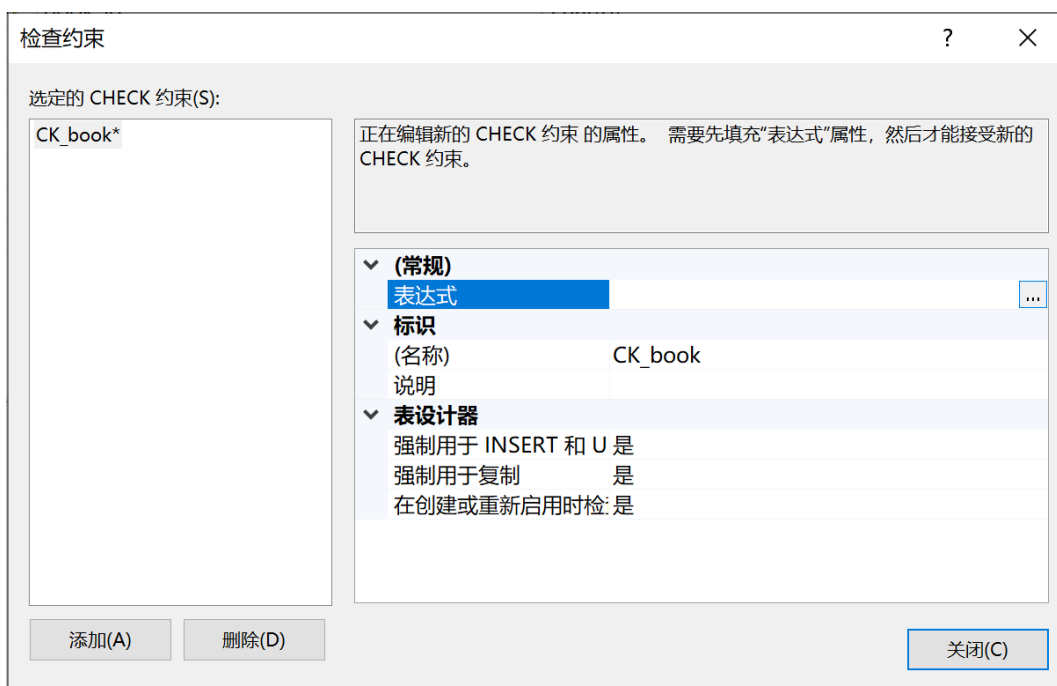 检查约束
?
选定的 CHECK 约束(S):
CK_book*
正在编辑新的 CHECK 约束 的属性。 需要先填充“表达式”属性，然后才能接受新的
CHECK 约束。
(常规)
表达式
...
标识
(名称) CK_book
说明
表设计器
强制用于 INSERT 和 U 是
强制用于复制 是
在创建或重新启用时检 是
添加(A) 删除(D)
关闭(C)